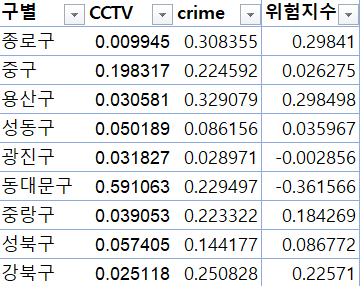 구별 CCTV crime 위험지수
종로구 0.009945 0.308355 0.29841
중구 0.198317 0.224592 0.026275
용산구 0.030581 0.329079 0.298498
성동구 0.050189 0.086156 0.035967
광진구 0.031827 0.028971 -0.002856
동대문구 0.591063 0.229497 -0.361566
중랑구 0.039053 0.223322 0.184269
성북구 0.057405 0.144177 0.086772
강북구 0.025118 0.250828 0.22571